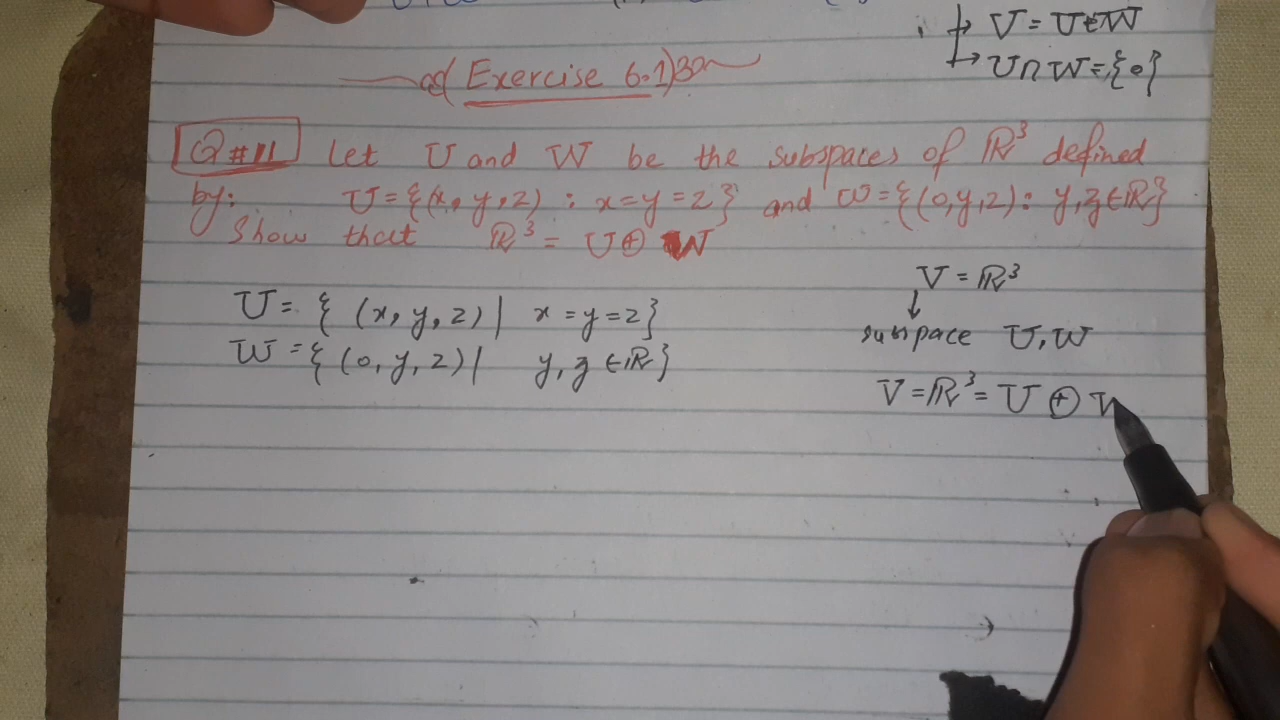 V = U + W
U ∩ W = {0}
Exercise 6.1
Q#11 Let U and W be the subspaces of ℝ³ defined
by: U = {(x, y, z) : x = y = z} and W = {(0, y, z) : y, z ∈ ℝ}
Show that ℝ³ = U ⊕ W
U = { (x, y, z) | x = y = z}
W = { (0, y, z) | y, z ∈ ℝ}
V = ℝ³
↓
subspace U, W
V = ℝ³ = U ⊕ W